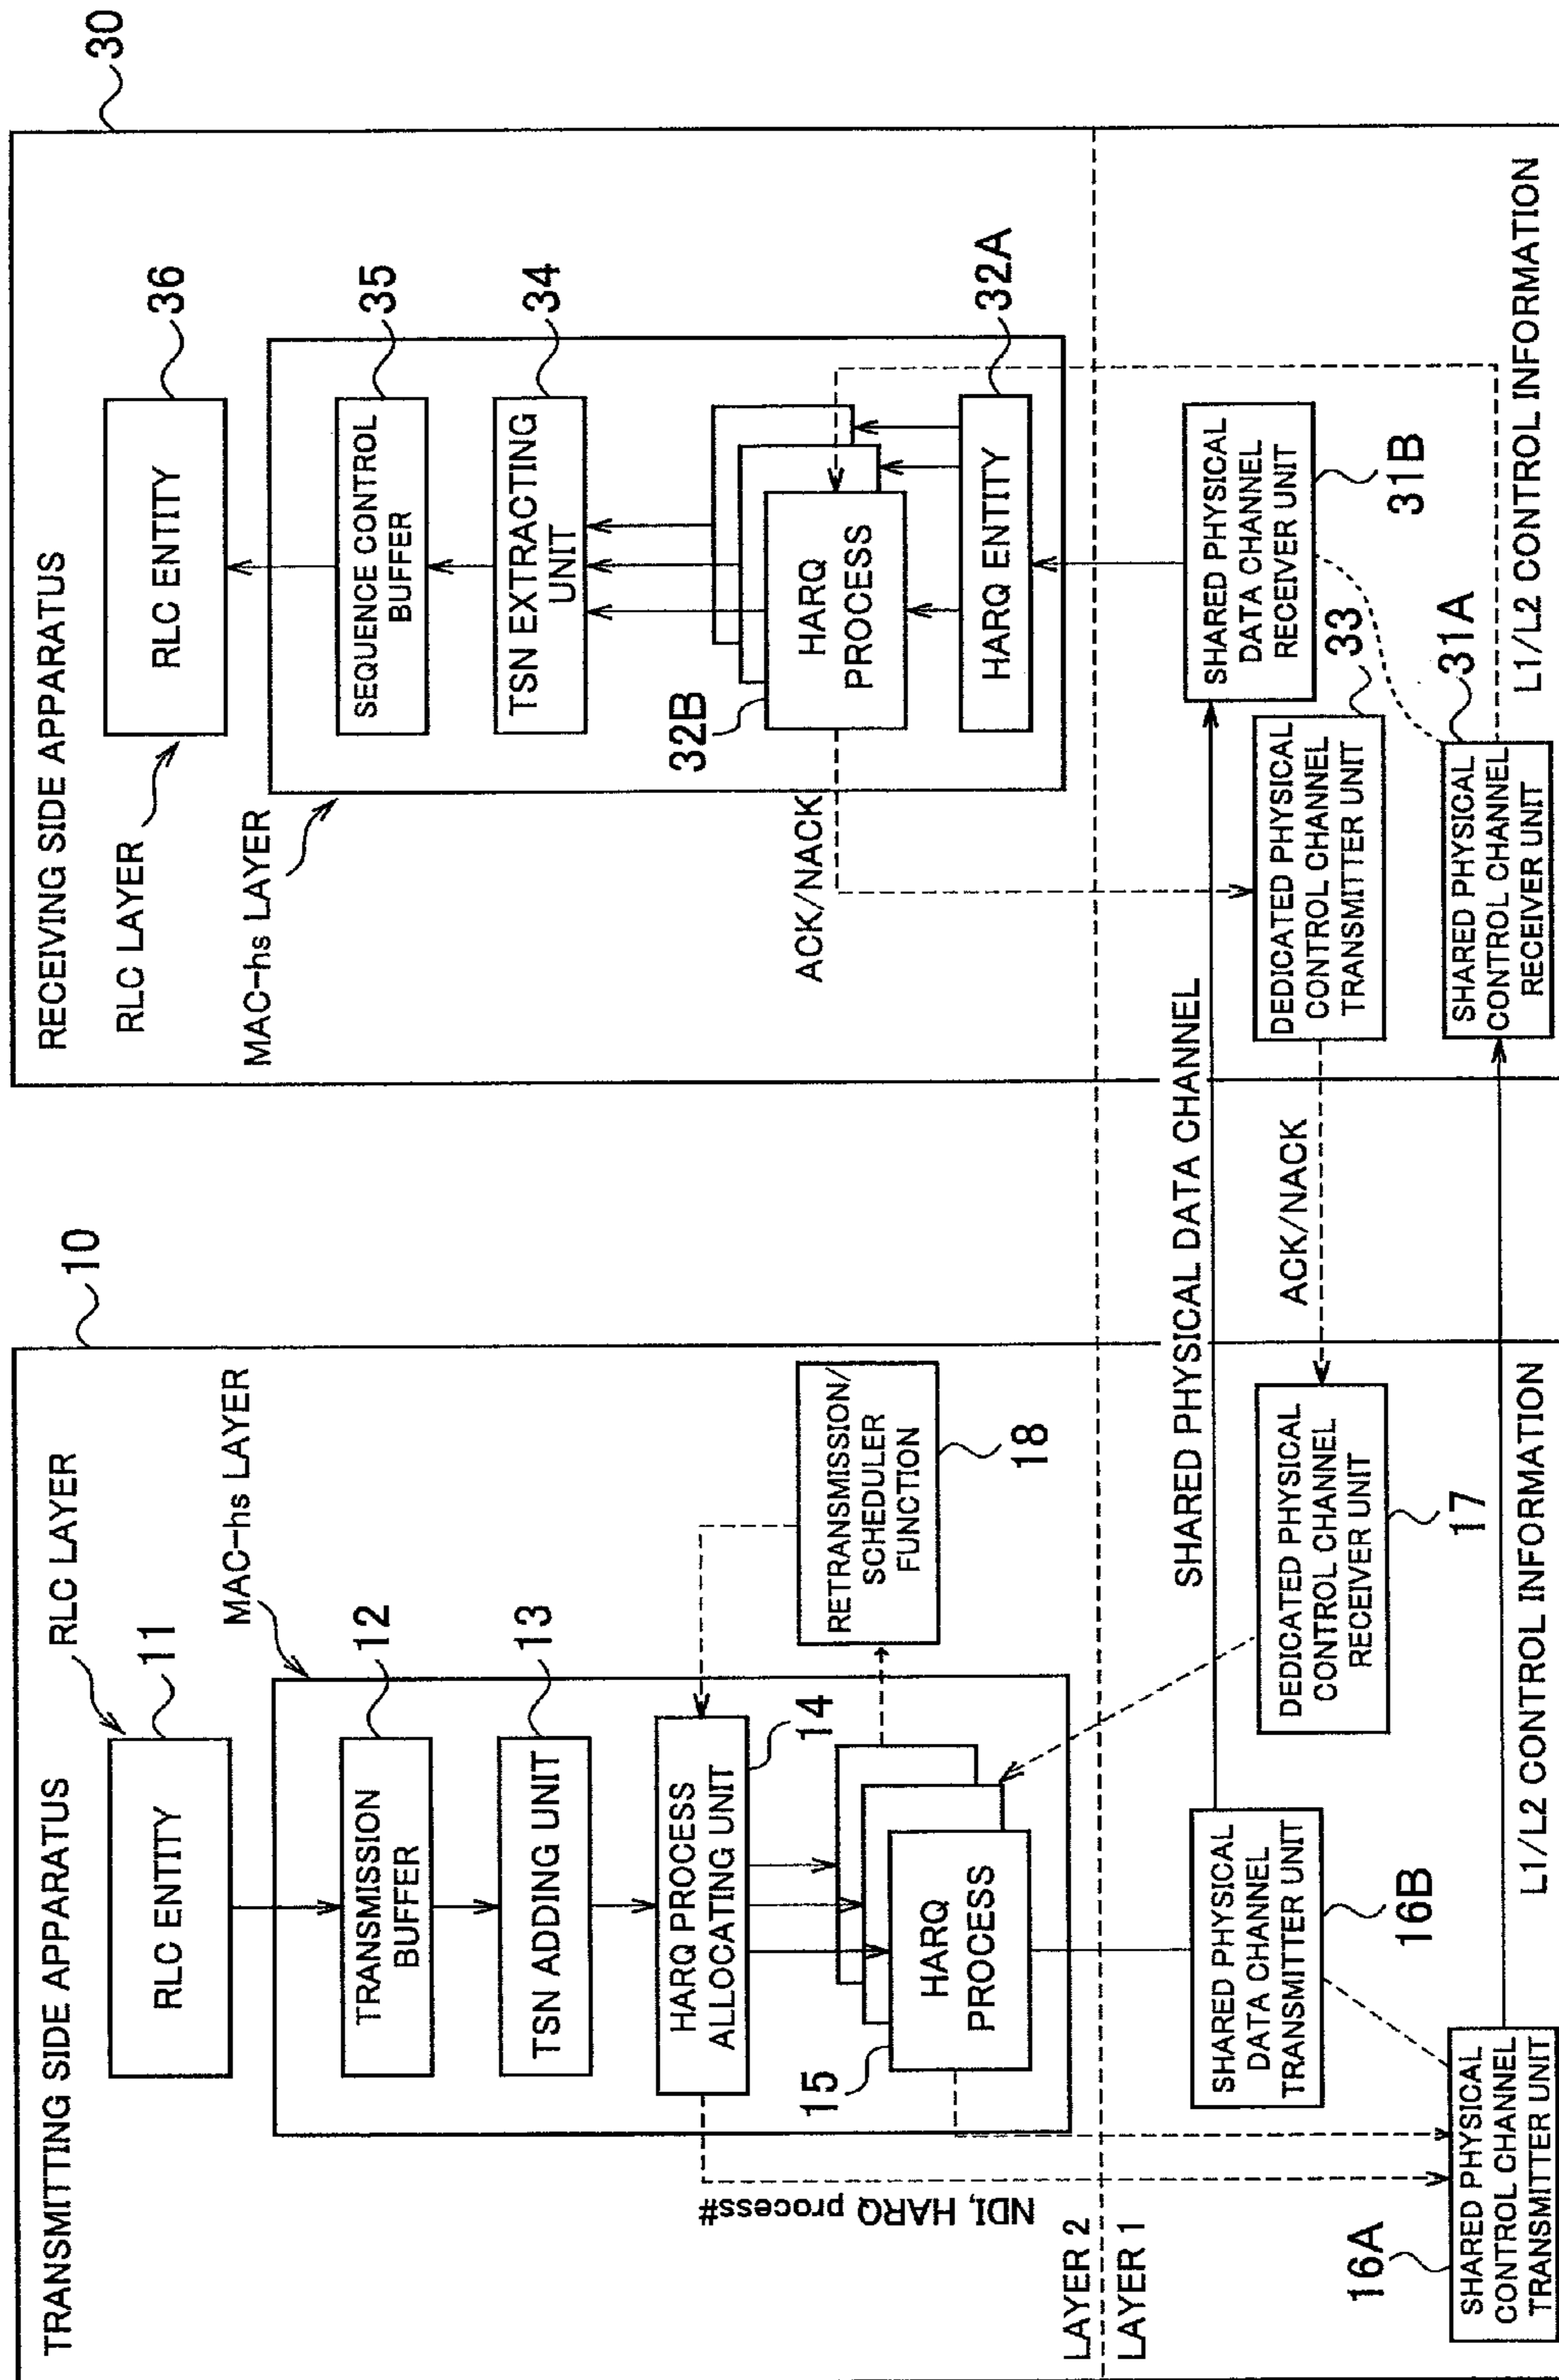 TRANSMITTING SIDE APPARATUS
10
RLC LAYER
11
RLC ENTITY
MAC-hs LAYER
12
TRANSMISSION
BUFFER
13
TSN ADDING UNIT
HARQ PROCESS
ALLOCATING UNIT
14
RETRANSMISSION/
SCHEDULER
FUNCTION
18
15
HARQ
PROCESS
NDI, HARQ process#
LAYER 2
LAYER 1
SHARED PHYSICAL
DATA CHANNEL
TRANSMITTER UNIT
16B
DEDICATED PHYSICAL
CONTROL CHANNEL
RECEIVER UNIT
17
16A
SHARED PHYSICAL
CONTROL CHANNEL
TRANSMITTER UNIT
L1/L2 CONTROL INFORMATION
SHARED PHYSICAL DATA CHANNEL
ACK/NACK
RECEIVING SIDE APPARATUS
30
RLC LAYER
RLC ENTITY
36
MAC-hs LAYER
SEQUENCE CONTROL
BUFFER
35
TSN EXTRACTING
UNIT
34
32B
HARQ
PROCESS
HARQ ENTITY
32A
ACK/NACK
SHARED PHYSICAL
DATA CHANNEL
RECEIVER UNIT
31B
DEDICATED PHYSICAL
CONTROL CHANNEL
TRANSMITTER UNIT
33
SHARED PHYSICAL
CONTROL CHANNEL
RECEIVER UNIT
31A
L1/L2 CONTROL INFORMATION